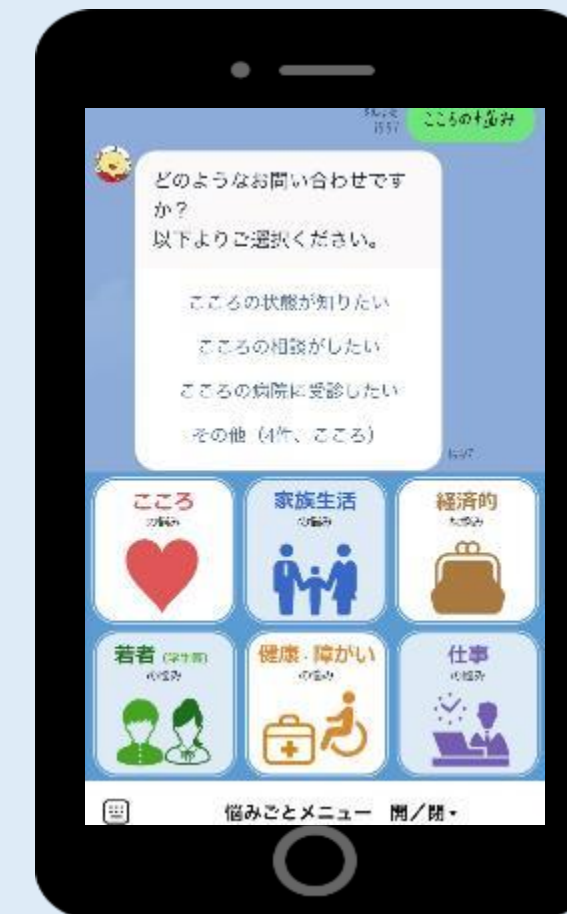 こころの悩み
どのようなお問い合わせです
か？
以下よりご選択ください。
こころの状態が知りたい
こころの相談がしたい
こころの病院に受診したい
その他（4件、こころ）
こころ
の悩み
家族生活
の悩み
経済的
な悩み
若者（学生等）
の悩み
健康・障がい
の悩み
仕事
の悩み
悩みごとメニュー　開／閉